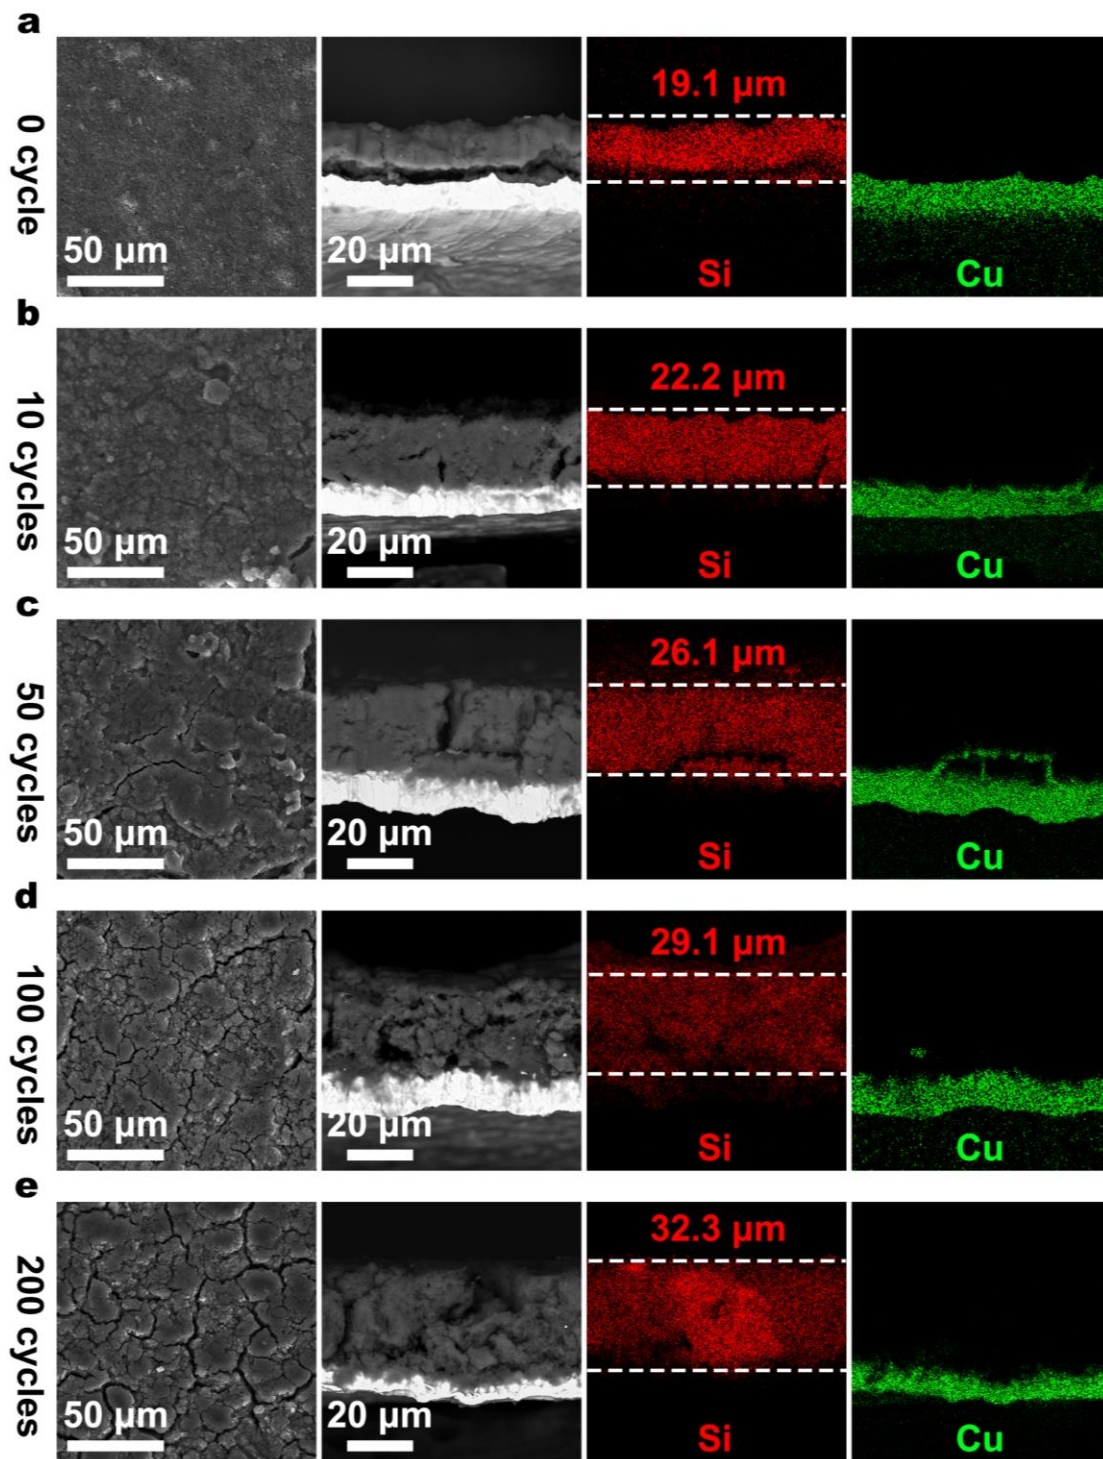 a
0 cycle
50 µm
20 µm
19.1 µm
Si
Cu
b
10 cycles
50 µm
20 µm
22.2 µm
Si
Cu
c
50 cycles
50 µm
20 µm
26.1 µm
Si
Cu
d
100 cycles
50 µm
20 µm
29.1 µm
Si
Cu
e
200 cycles
50 µm
20 µm
32.3 µm
Si
Cu